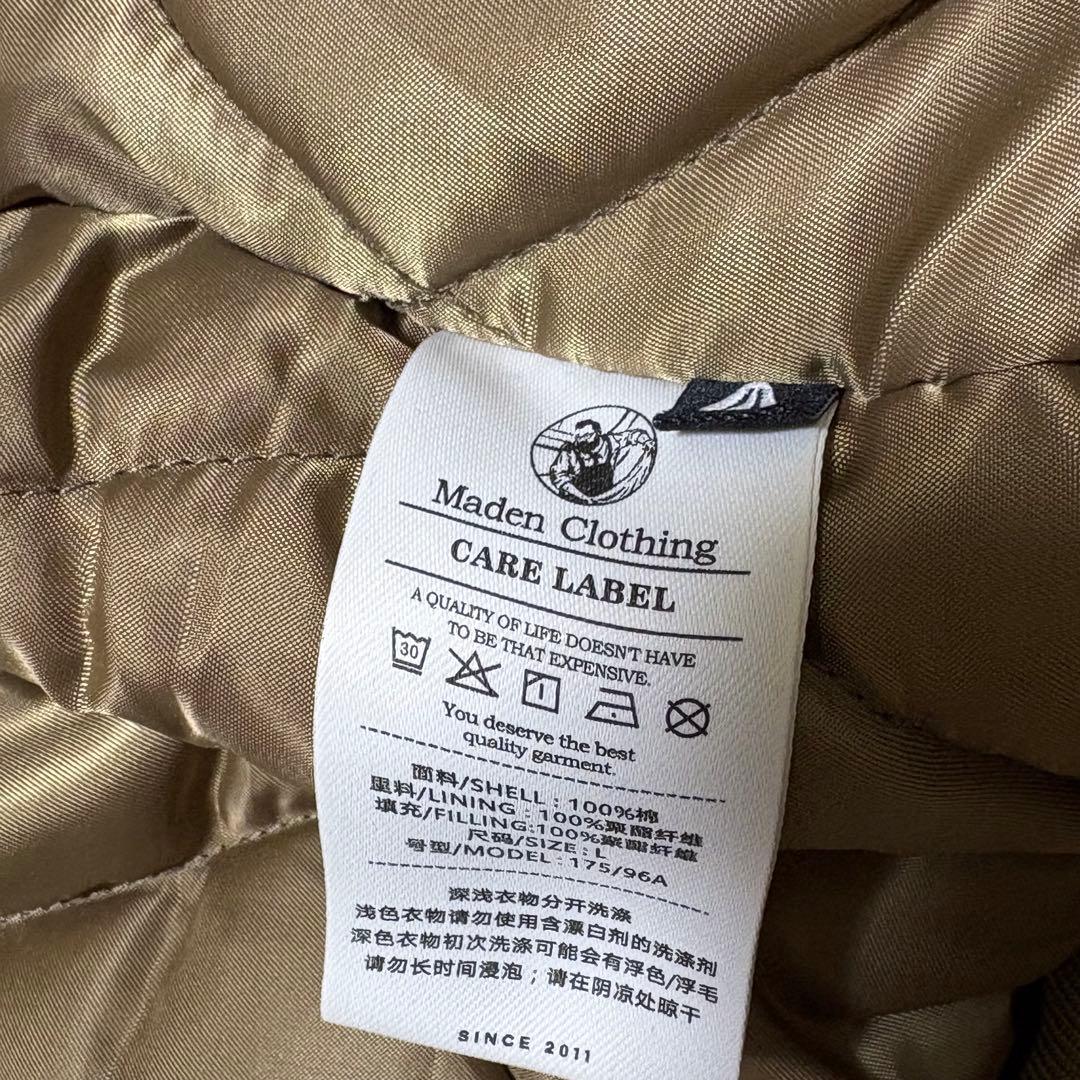 Maden Clothing
CARE LABEL
A QUALITY OF LIFE DOESN'T HAVE
TO BE THAT EXPENSIVE.
30
You deserve the best
quality garment.
面料/SHELL : 100%棉
里料/LINING : 100%聚酯纤维
填充/FILLING:100%聚酯纤维
尺码/SIZE : L
号型/MODEL : 175/96A
深浅衣物分开洗涤
浅色衣物请勿使用含漂白剂的洗涤剂
深色衣物初次洗涤可能会有浮色/浮毛
请勿长时间浸泡；请在阴凉处晾干
SINCE 2011